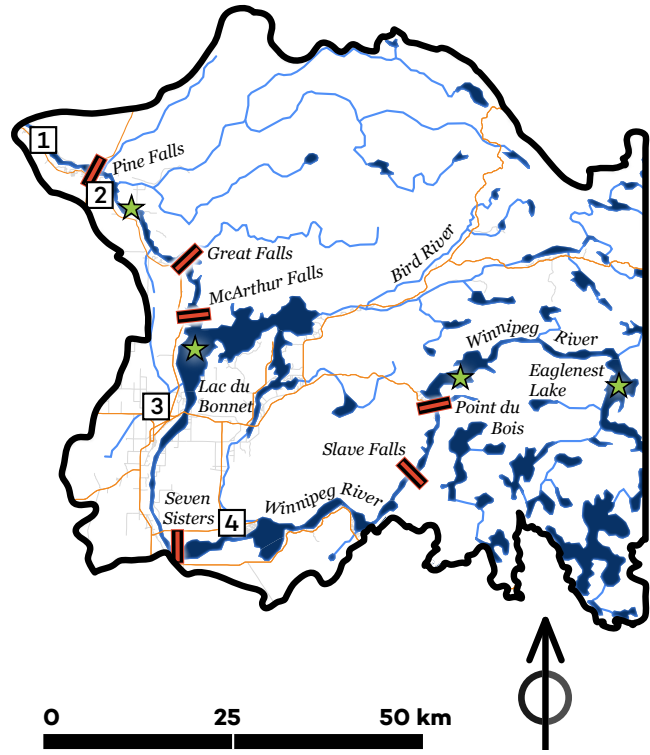 1
Pine Falls
2
Great Falls
McArthur Falls
Bird River
Winnipeg River
Eaglenest
Lake
Lac du
Bonnet
3
Point du
Bois
Slave Falls
Seven
Sisters
4
Winnipeg River
0 25 50 km